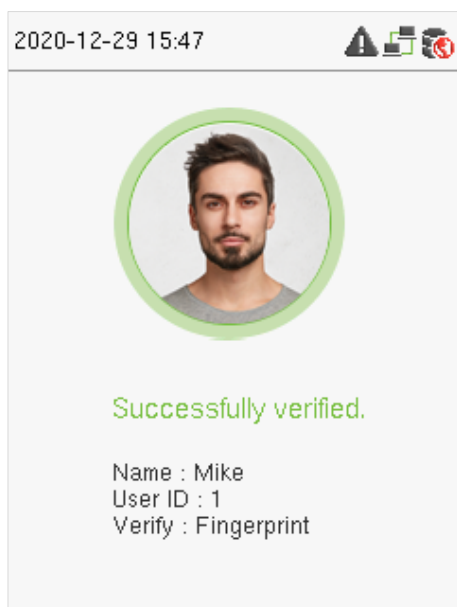 2020-12-29 15:47
Successfully verified.
Name : Mike
User ID : 1
Verify : Fingerprint